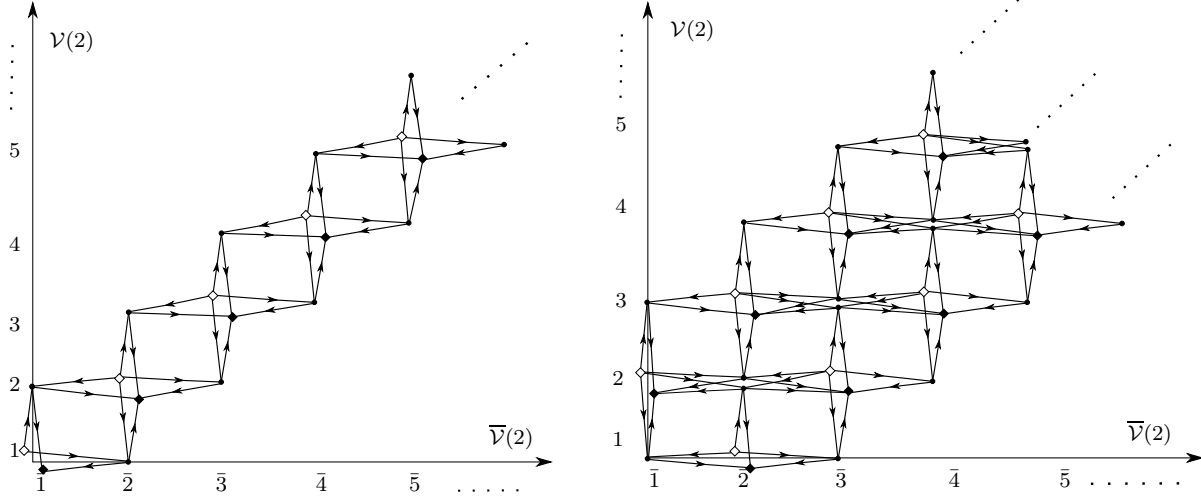 𝒱(2)
5
4
3
2
1
1̄ 2̄ 3̄ 4̄ 5̄ .....
𝒱̅(2)
𝒱(2)
5
4
3
2
1
1̄ 2̄ 3̄ 4̄ 5̄ ......
𝒱̅(2)